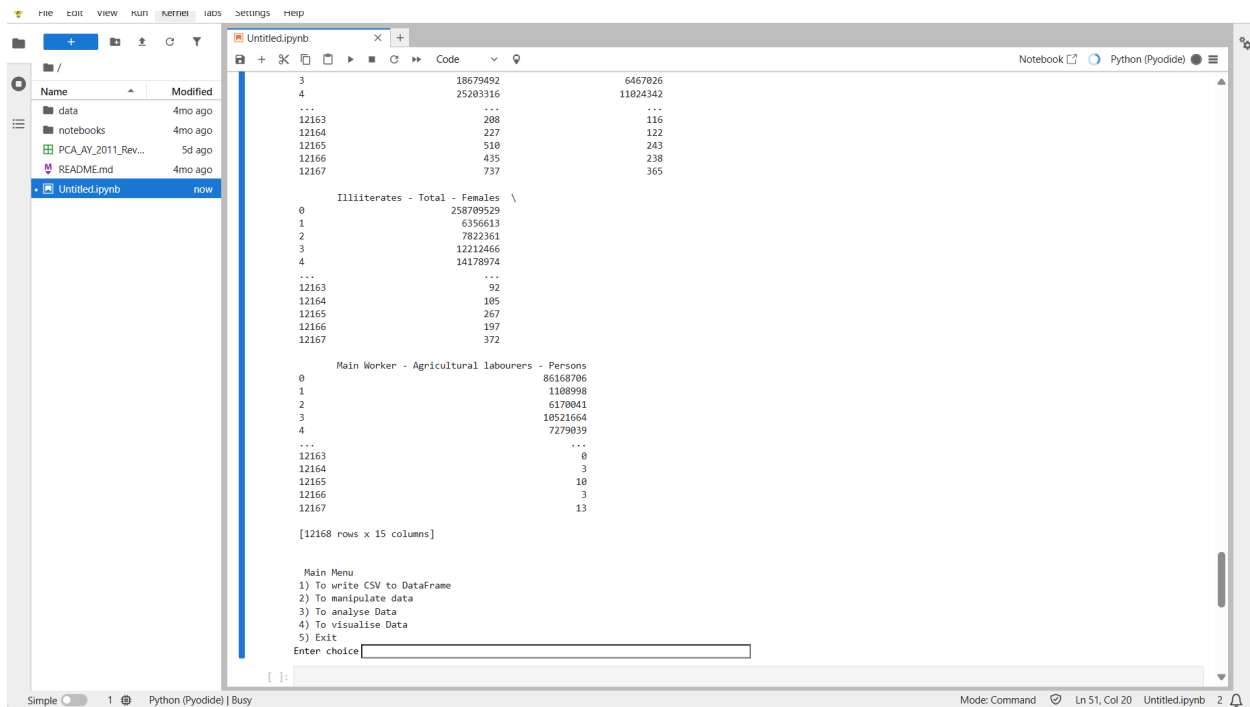 File Edit View Run Kernel Tabs Settings Help
Untitled.ipynb
Code
Notebook
Python (Pyodide)
/
Name Modified
data 4mo ago
notebooks 4mo ago
PCA_AY_2011_Rev... 5d ago
README.md 4mo ago
Untitled.ipynb now
3 18679492 6467026
4 25203316 11024342
... ... ...
12163 208 116
12164 227 122
12165 510 243
12166 435 238
12167 737 365
Illiiterates - Total - Females \
0 258709529
1 6356613
2 7822361
3 12212466
4 14178974
... ...
12163 92
12164 105
12165 267
12166 197
12167 372
Main Worker - Agricultural labourers - Persons
0 86168706
1 1108998
2 6170041
3 10521664
4 7279039
... ...
12163 0
12164 3
12165 10
12166 3
12167 13
[12168 rows x 15 columns]
Main Menu
1) To write CSV to DataFrame
2) To manipulate data
3) To analyse Data
4) To visualise Data
5) Exit
Enter choice
[ ]:
Simple 1 Python (Pyodide) | Busy Mode: Command Ln 51, Col 20 Untitled.ipynb 2